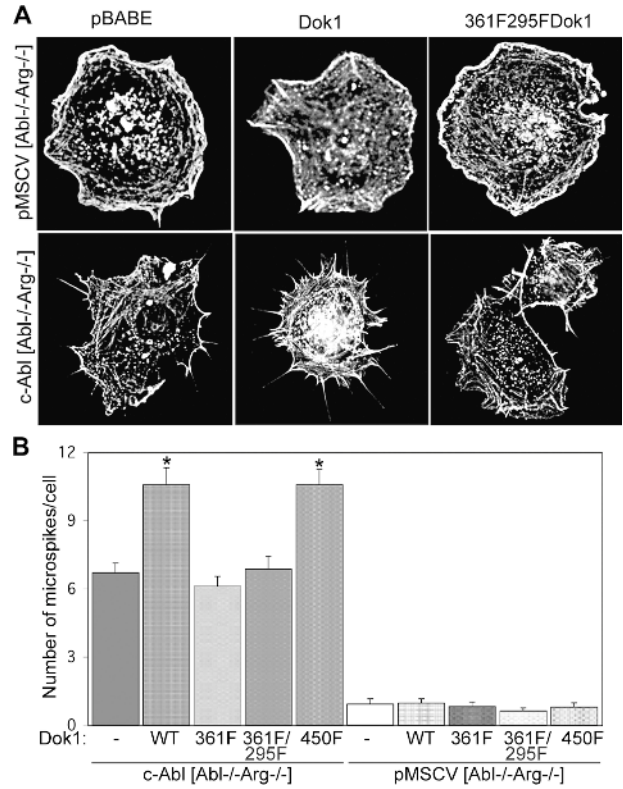 A
pBABE Dok1 361F295FDok1
pMSCV [Abl-/-Arg-/-]
c-Abl [Abl-/-Arg-/-]
B
Number of microspikes/cell
12
9
6
3
0
* *
Dok1: - WT 361F 361F/295F 450F - WT 361F 361F/295F 450F
c-Abl [Abl-/-Arg-/-] pMSCV [Abl-/-Arg-/-]